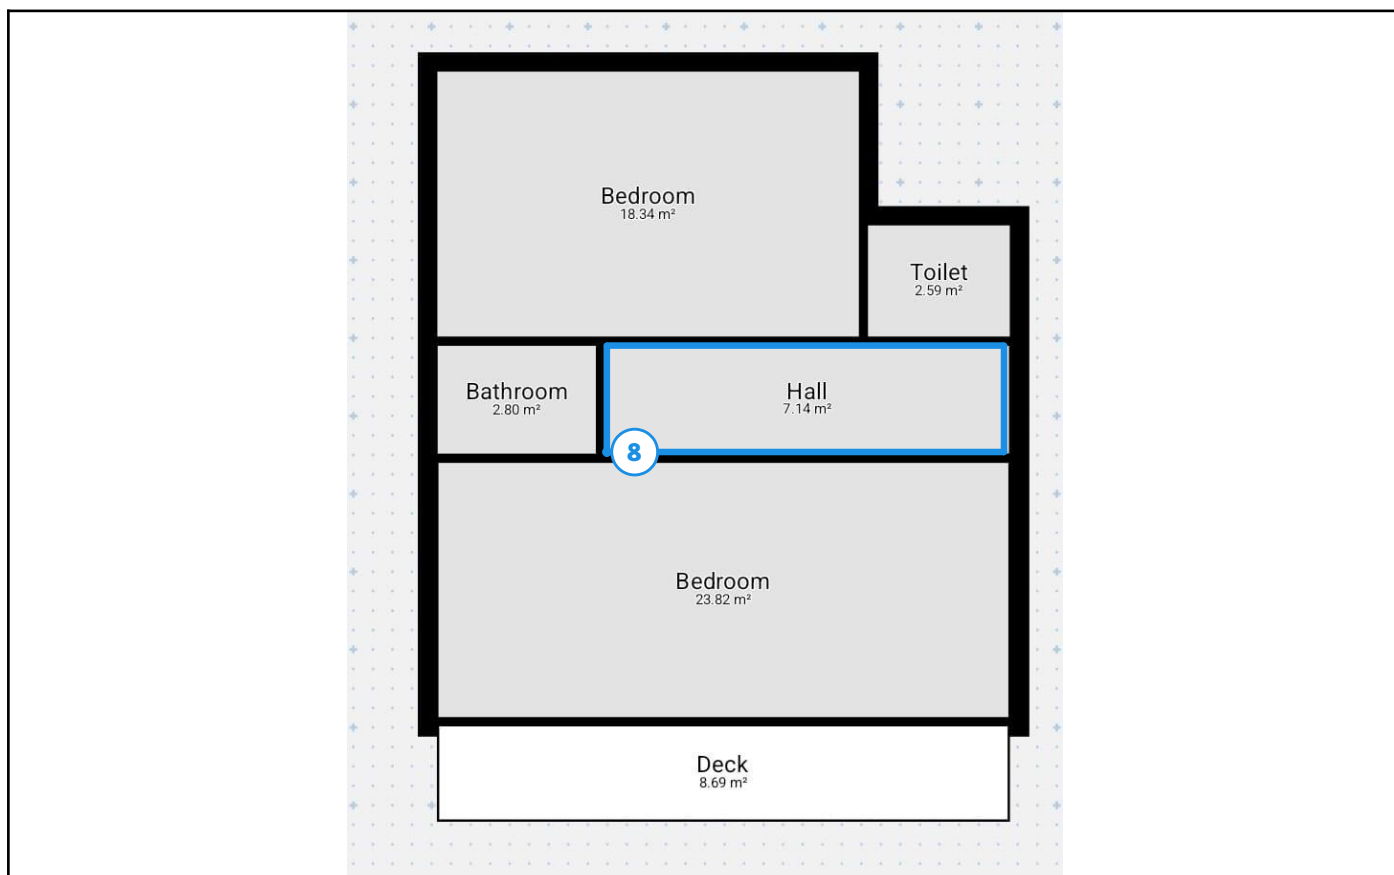 Bedroom
18.34 m²
Toilet
2.59 m²
Bathroom
2.80 m²
Hall
7.14 m²
8
Bedroom
23.82 m²
Deck
8.69 m²